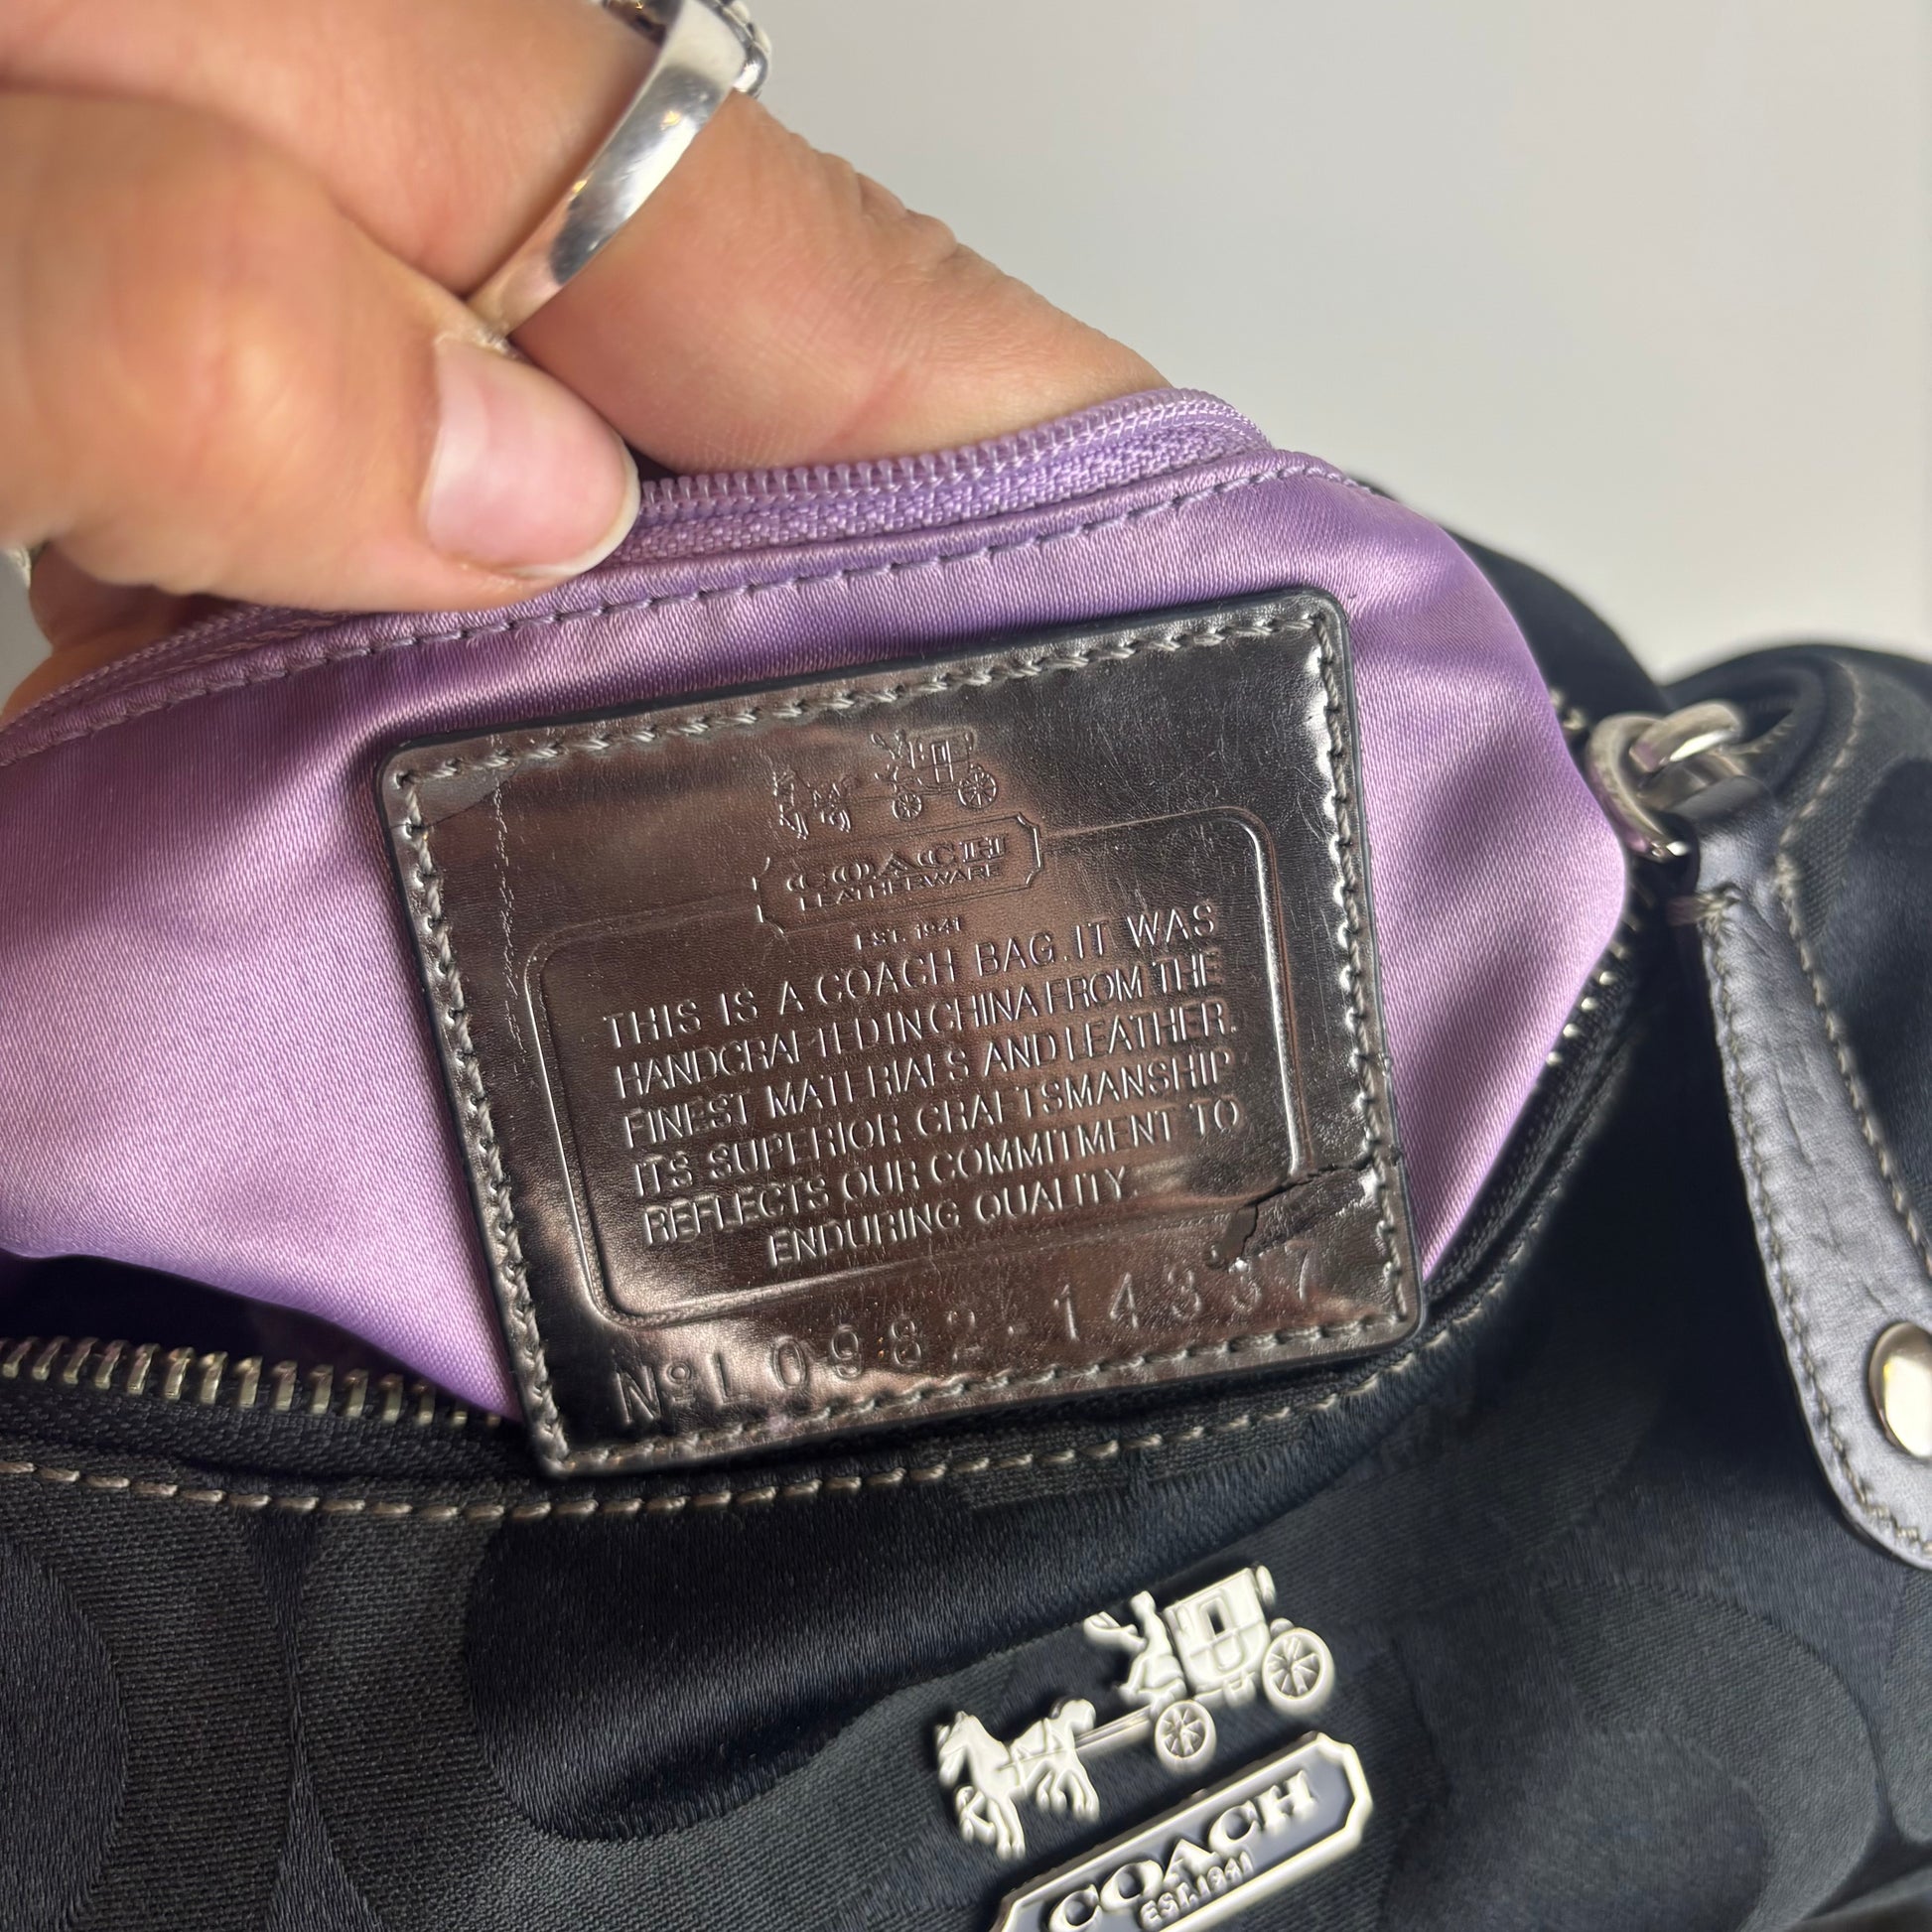 COACH
LEATHERWARE
EST. 1941
THIS IS A COACH BAG. IT WAS
HANDCRAFTED IN CHINA FROM THE
FINEST MATERIALS AND LEATHER.
ITS SUPERIOR CRAFTSMANSHIP
REFLECTS OUR COMMITMENT TO
ENDURING QUALITY.
Nº L0982-14337
COACH
EST. 1941